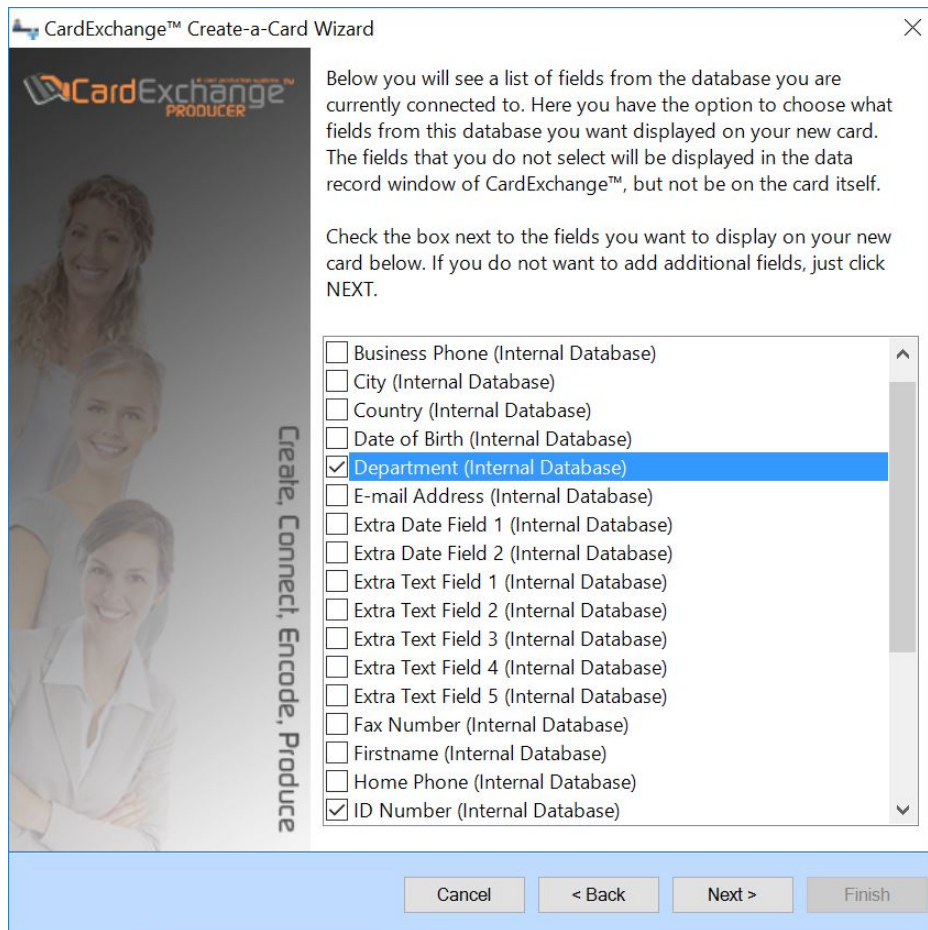 CardExchange™ Create-a-Card Wizard
CardExchange™
PRODUCER
Create, Connect, Encode, Produce
Below you will see a list of fields from the database you are
currently connected to. Here you have the option to choose what
fields from this database you want displayed on your new card.
The fields that you do not select will be displayed in the data
record window of CardExchange™, but not be on the card itself.
Check the box next to the fields you want to display on your new
card below. If you do not want to add additional fields, just click
NEXT.
Business Phone (Internal Database)
City (Internal Database)
Country (Internal Database)
Date of Birth (Internal Database)
Department (Internal Database)
E-mail Address (Internal Database)
Extra Date Field 1 (Internal Database)
Extra Date Field 2 (Internal Database)
Extra Text Field 1 (Internal Database)
Extra Text Field 2 (Internal Database)
Extra Text Field 3 (Internal Database)
Extra Text Field 4 (Internal Database)
Extra Text Field 5 (Internal Database)
Fax Number (Internal Database)
Firstname (Internal Database)
Home Phone (Internal Database)
ID Number (Internal Database)
Cancel
< Back
Next >
Finish